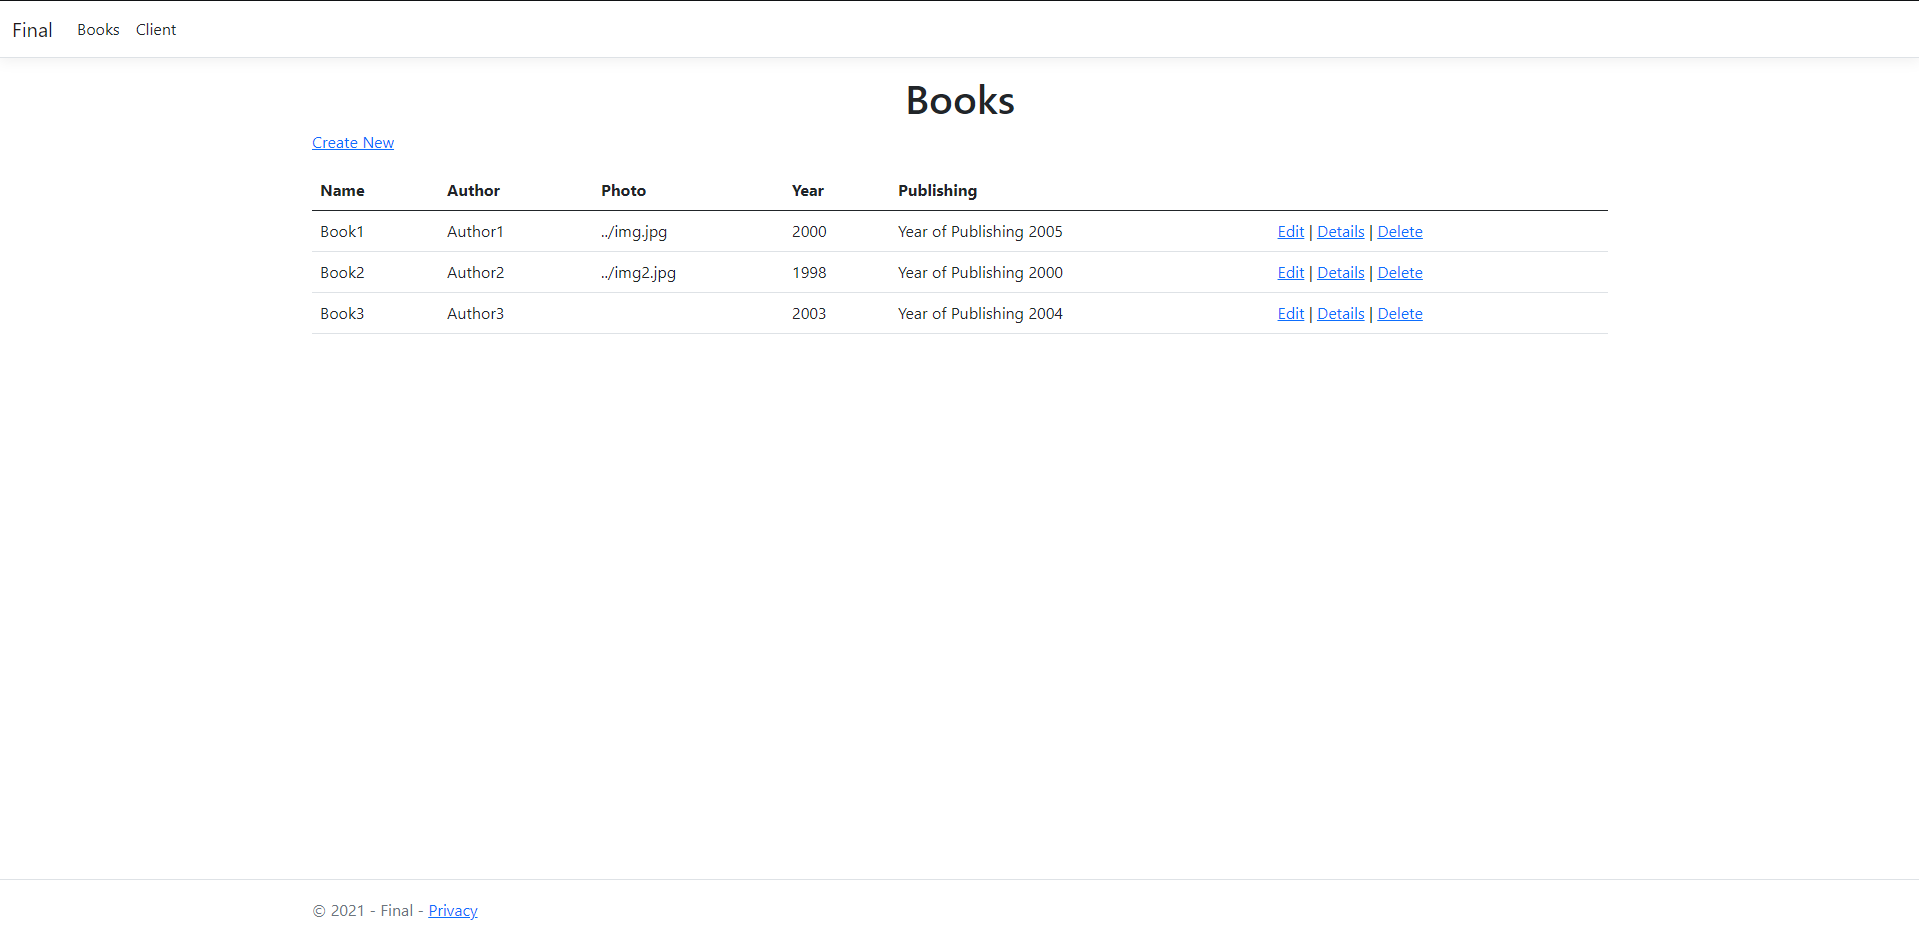 Final Books Client
Books
Create New
Name Author Photo Year Publishing
Book1 Author1 ../img.jpg 2000 Year of Publishing 2005 Edit | Details | Delete
Book2 Author2 ../img2.jpg 1998 Year of Publishing 2000 Edit | Details | Delete
Book3 Author3 2003 Year of Publishing 2004 Edit | Details | Delete
© 2021 - Final - Privacy